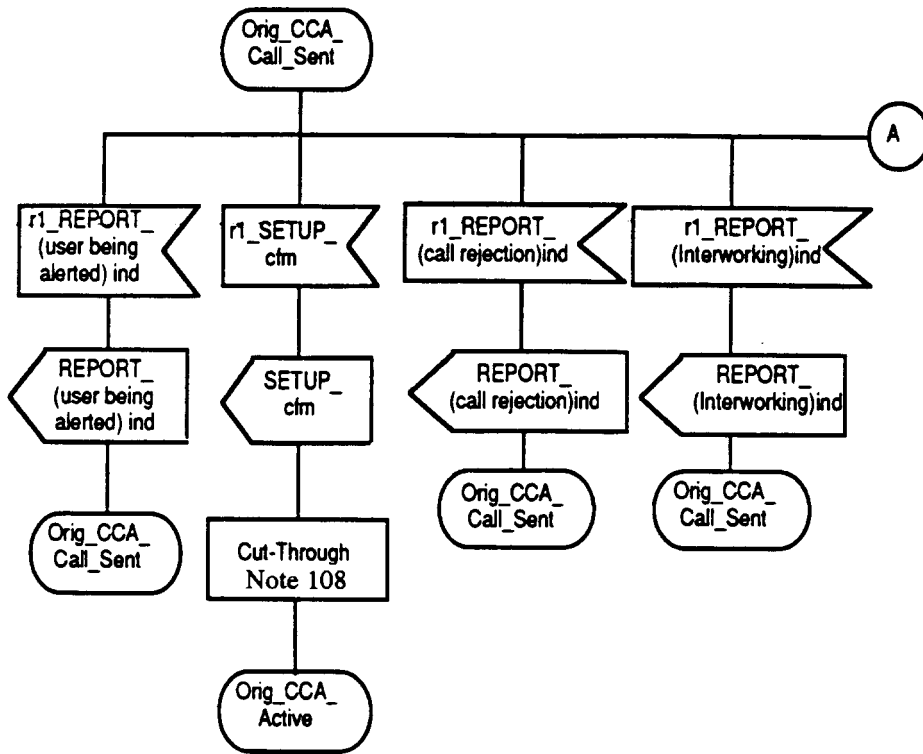 Orig_CCA_
Call_Sent
A
r1_REPORT_
(user being
alerted) ind
r1_SETUP_
cfm
r1_REPORT_
(call rejection)ind
r1_REPORT_
(Interworking)ind
REPORT_
(user being
alerted) ind
SETUP_
cfm
REPORT_
(call rejection)ind
REPORT_
(Interworking)ind
Orig_CCA_
Call_Sent
Cut-Through
Note 108
Orig_CCA_
Call_Sent
Orig_CCA_
Call_Sent
Orig_CCA_
Active